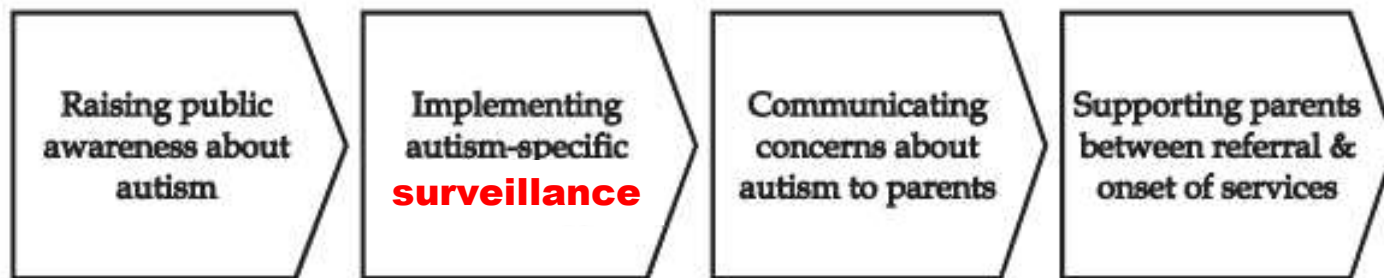 Raising public
awareness about
autism
Implementing
autism-specific
surveillance
Communicating
concerns about
autism to parents
Supporting parents
between referral &
onset of services